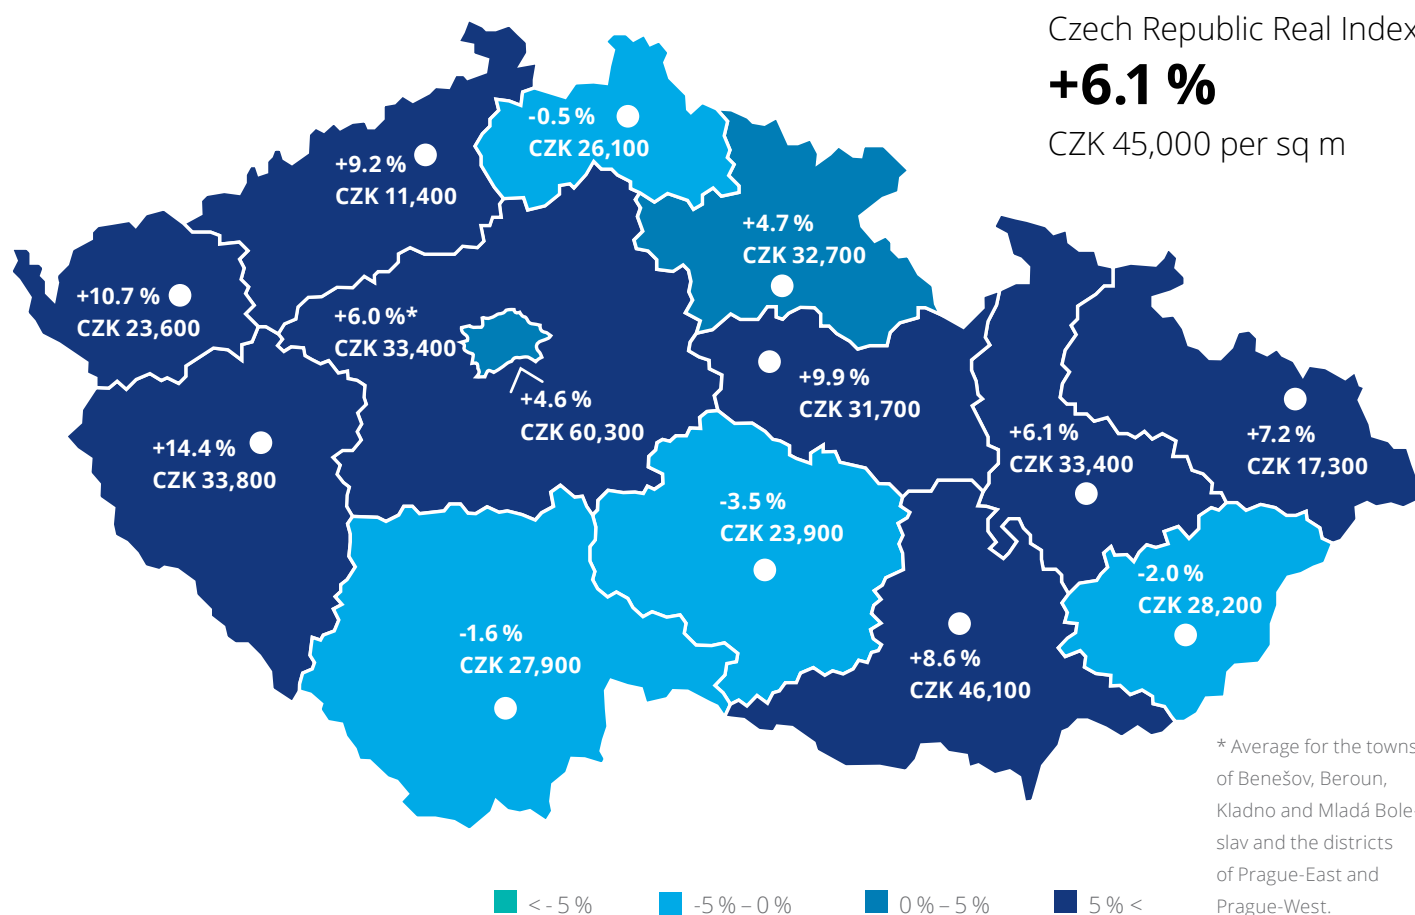 Czech Republic Real Index
+6.1 %
CZK 45,000 per sq m
-0.5 %
CZK 26,100
+9.2 %
CZK 11,400
+4.7 %
CZK 32,700
+10.7 %
CZK 23,600
+6.0 %*
CZK 33,400
+9.9 %
CZK 31,700
+4.6 %
CZK 60,300
+6.1 %
CZK 33,400
+7.2 %
CZK 17,300
+14.4 %
CZK 33,800
-3.5 %
CZK 23,900
-2.0 %
CZK 28,200
-1.6 %
CZK 27,900
+8.6 %
CZK 46,100
* Average for the towns
of Benešov, Beroun,
Kladno and Mladá Bole-
slav and the districts
of Prague-East and
Prague-West.
< - 5 %
-5 % – 0 %
0 % – 5 %
5 % <